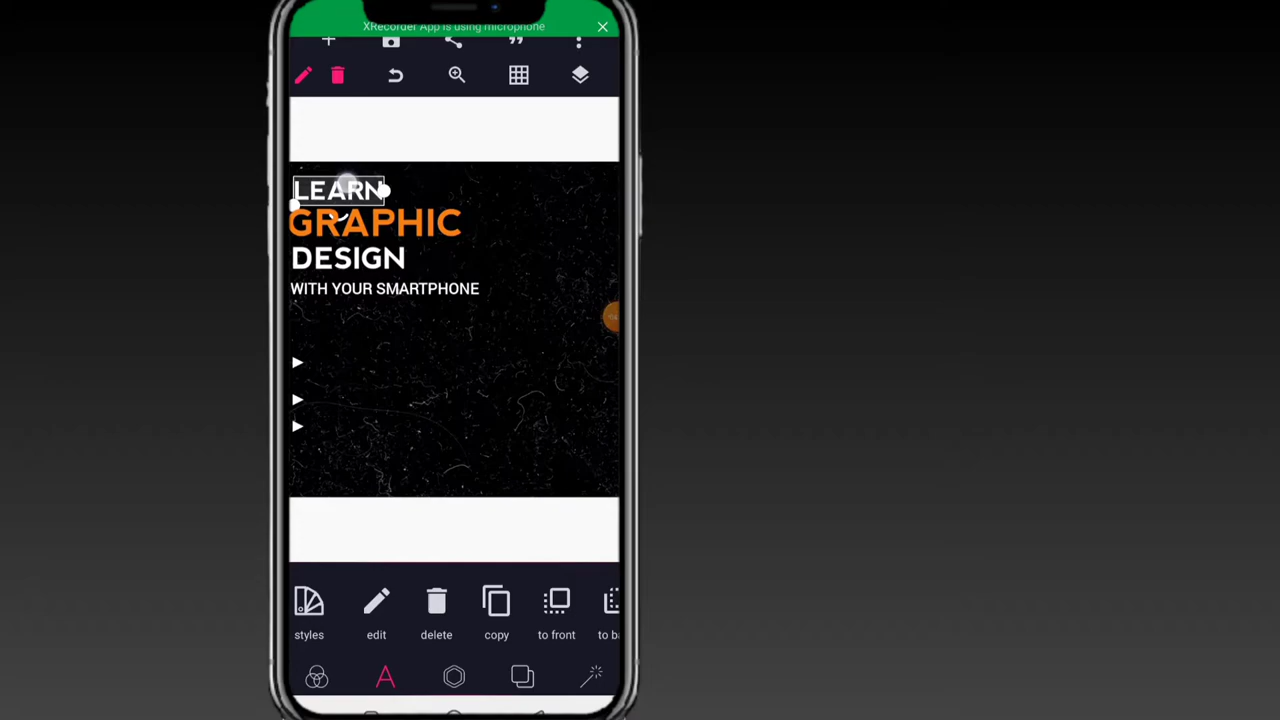 XRecorder App is using microphone
LEARN
GRAPHIC
DESIGN
WITH YOUR SMARTPHONE
styles
edit
delete
copy
to front